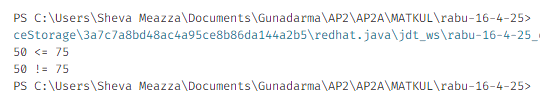 PS C:\Users\Sheva Meazza\Documents\Gunadarma\AP2\AP2A\MATKUL\rabu-16-4-25>
ceStorage\3a7c7a8bd48ac4a95ce8b86da144a2b5\redhat.java\jdt_ws\rabu-16-4-25_
50 <= 75
50 != 75
PS C:\Users\Sheva Meazza\Documents\Gunadarma\AP2\AP2A\MATKUL\rabu-16-4-25>